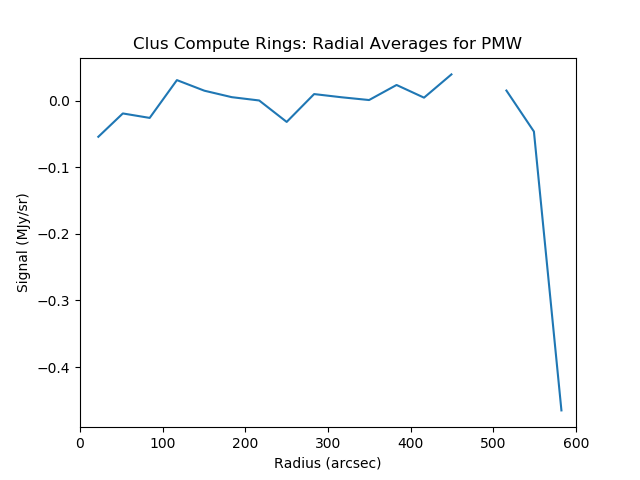 Clus Compute Rings: Radial Averages for PMW
Signal (MJy/sr)
0.0
−0.1
−0.2
−0.3
−0.4
0 100 200 300 400 500 600
Radius (arcsec)